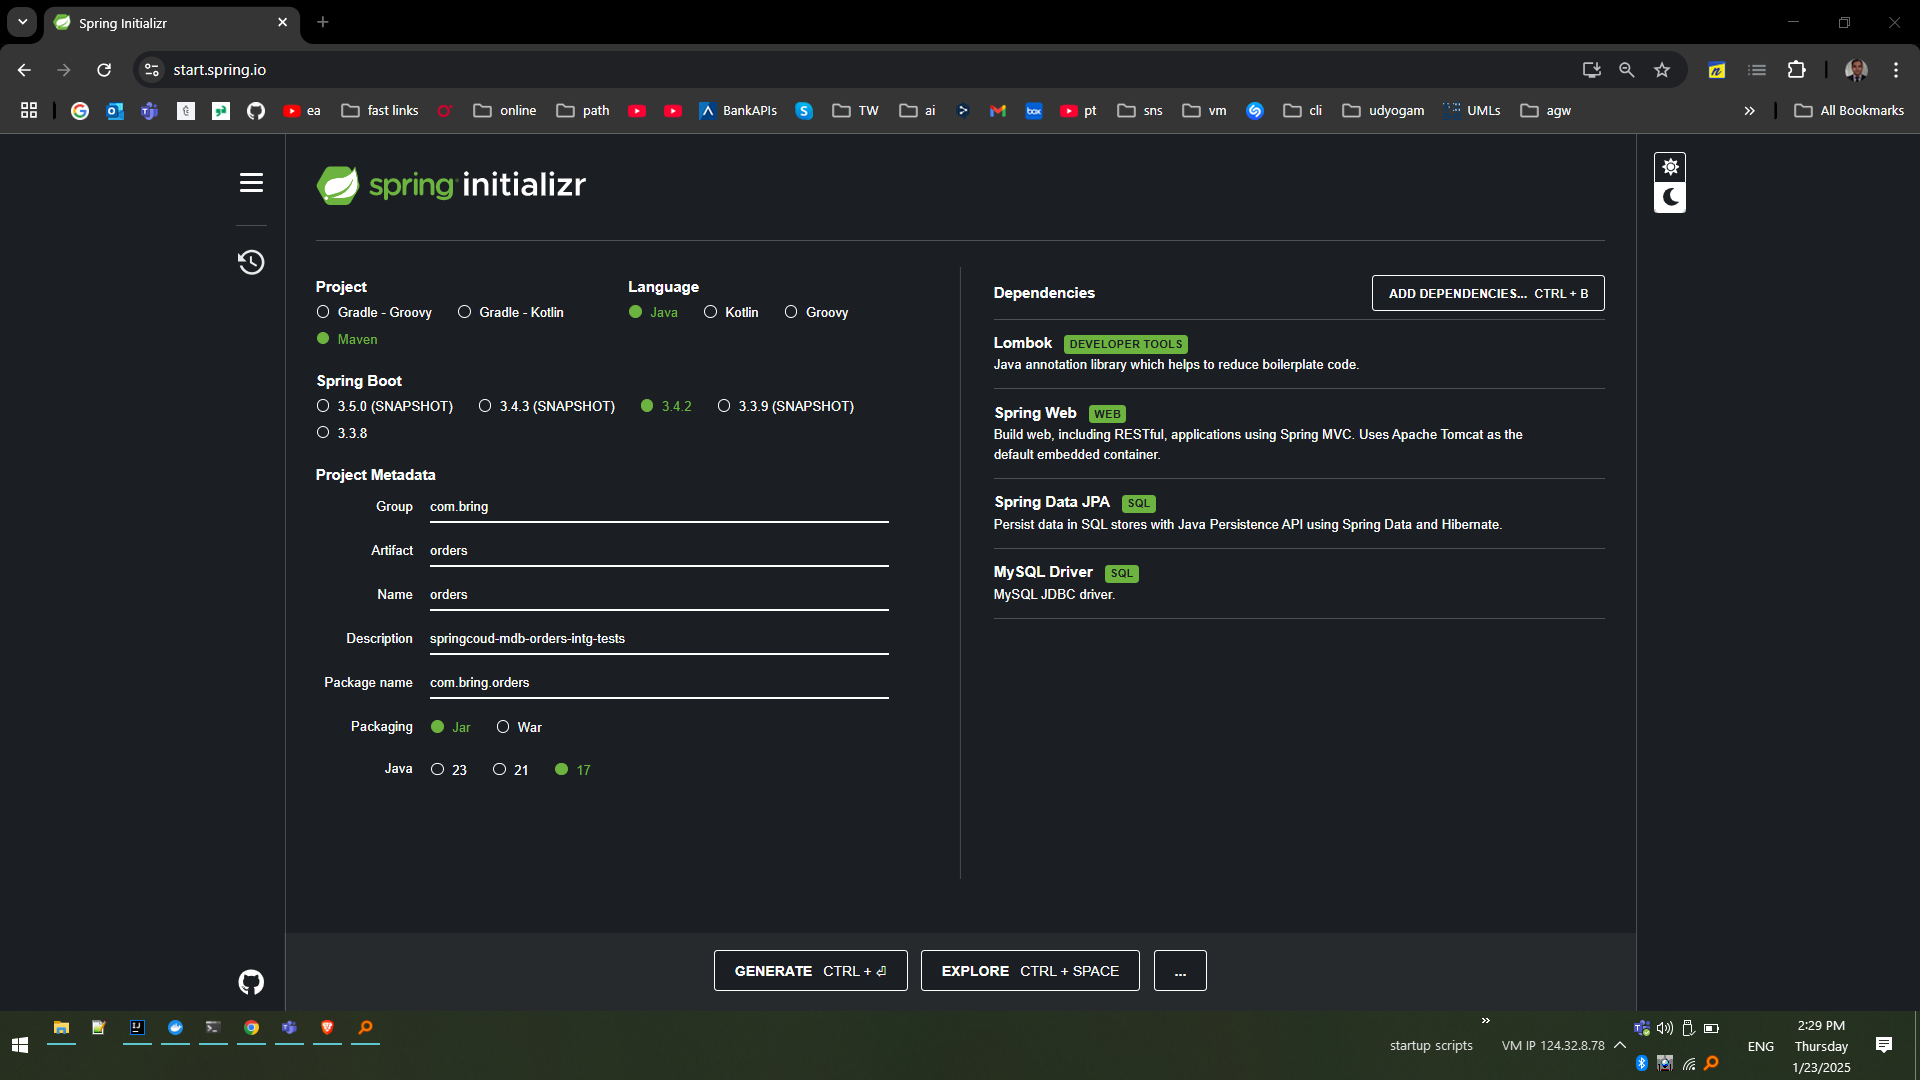 Spring Initializr
start.spring.io
ea
fast links
online
path
BankAPIs
TW
ai
pt
sns
vm
cli
udyogam
UMLs
agw
All Bookmarks
spring initializr
Project
Gradle - Groovy
Gradle - Kotlin
Maven
Language
Java
Kotlin
Groovy
Spring Boot
3.5.0 (SNAPSHOT)
3.4.3 (SNAPSHOT)
3.4.2
3.3.9 (SNAPSHOT)
3.3.8
Project Metadata
Group com.bring
Artifact orders
Name orders
Description springcoud-mdb-orders-intg-tests
Package name com.bring.orders
Packaging Jar War
Java 23 21 17
Dependencies
ADD DEPENDENCIES... CTRL + B
Lombok DEVELOPER TOOLS
Java annotation library which helps to reduce boilerplate code.
Spring Web WEB
Build web, including RESTful, applications using Spring MVC. Uses Apache Tomcat as the
default embedded container.
Spring Data JPA SQL
Persist data in SQL stores with Java Persistence API using Spring Data and Hibernate.
MySQL Driver SQL
MySQL JDBC driver.
GENERATE CTRL + ⏎
EXPLORE CTRL + SPACE
...
startup scripts
VM IP 124.32.8.78
ENG
2:29 PM
Thursday
1/23/2025